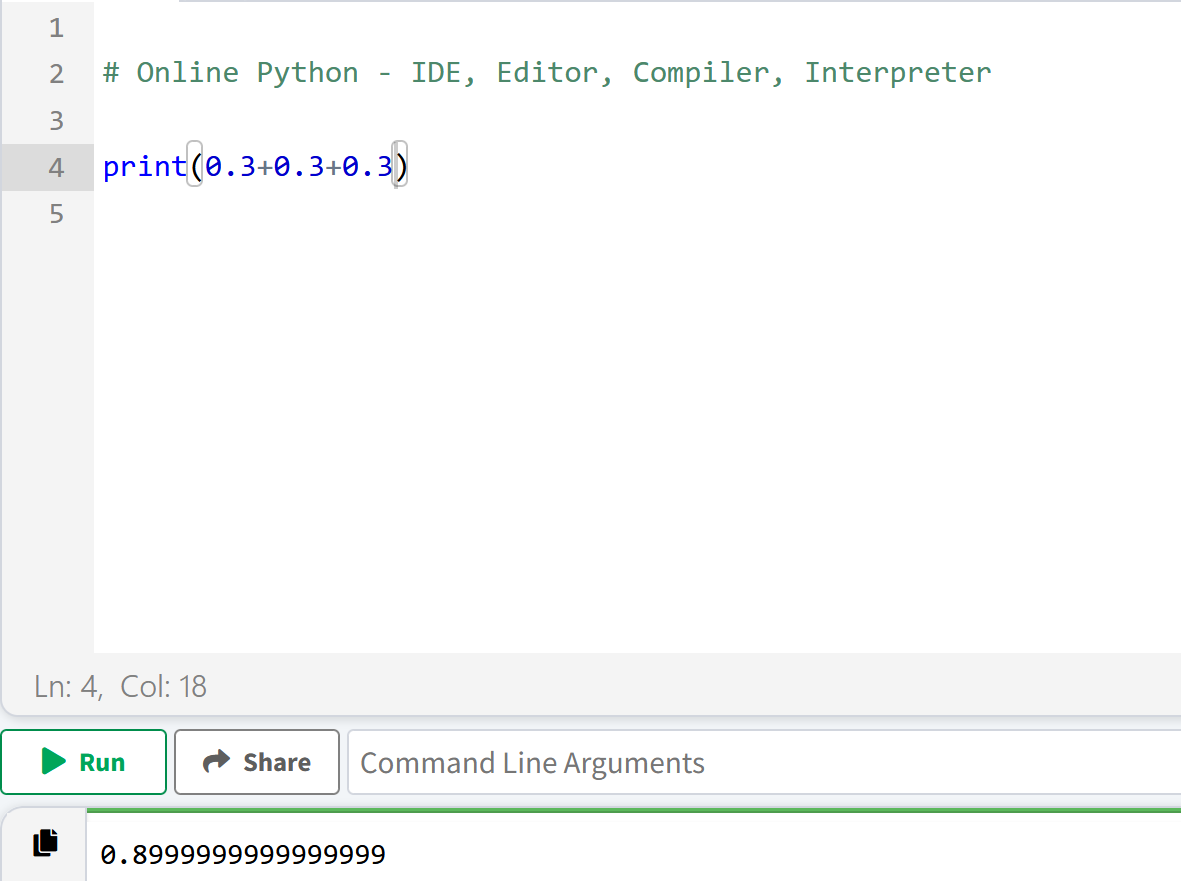 1
2 # Online Python - IDE, Editor, Compiler, Interpreter
3
4 print(0.3+0.3+0.3)
5
Ln: 4, Col: 18
Run Share Command Line Arguments
0.8999999999999999